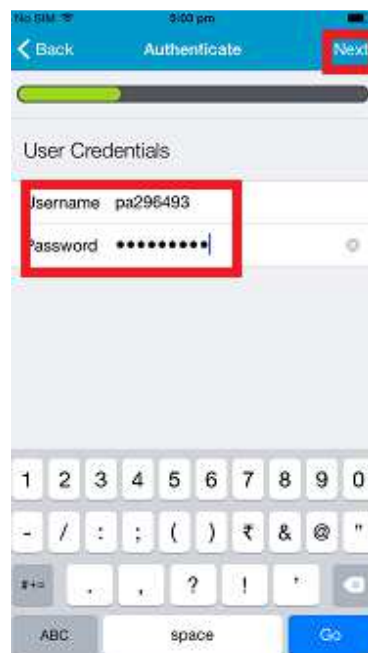 No SIM 5:03 pm
Back Authenticate Next
User Credentials
Username pa296493
Password •••••••••
1 2 3 4 5 6 7 8 9 0
- / : ; ( ) ₹ & @ "
#+= . , ? ! '
ABC space Go